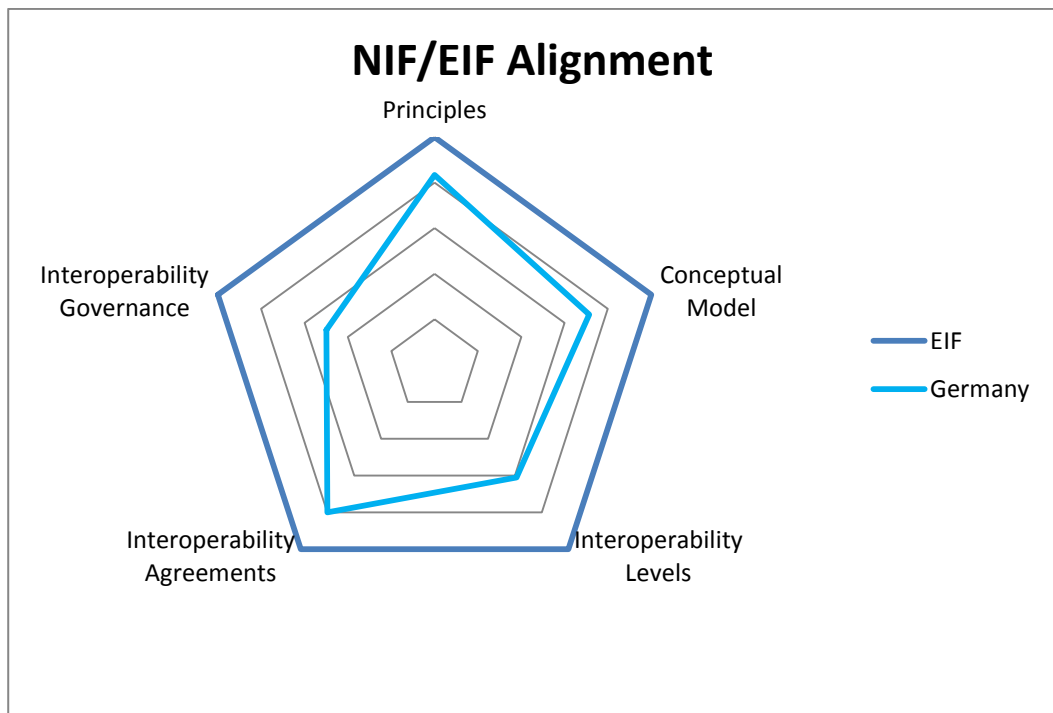 NIF/EIF Alignment
Principles
Interoperability
Governance
Conceptual
Model
EIF
Germany
Interoperability
Agreements
Interoperability
Levels